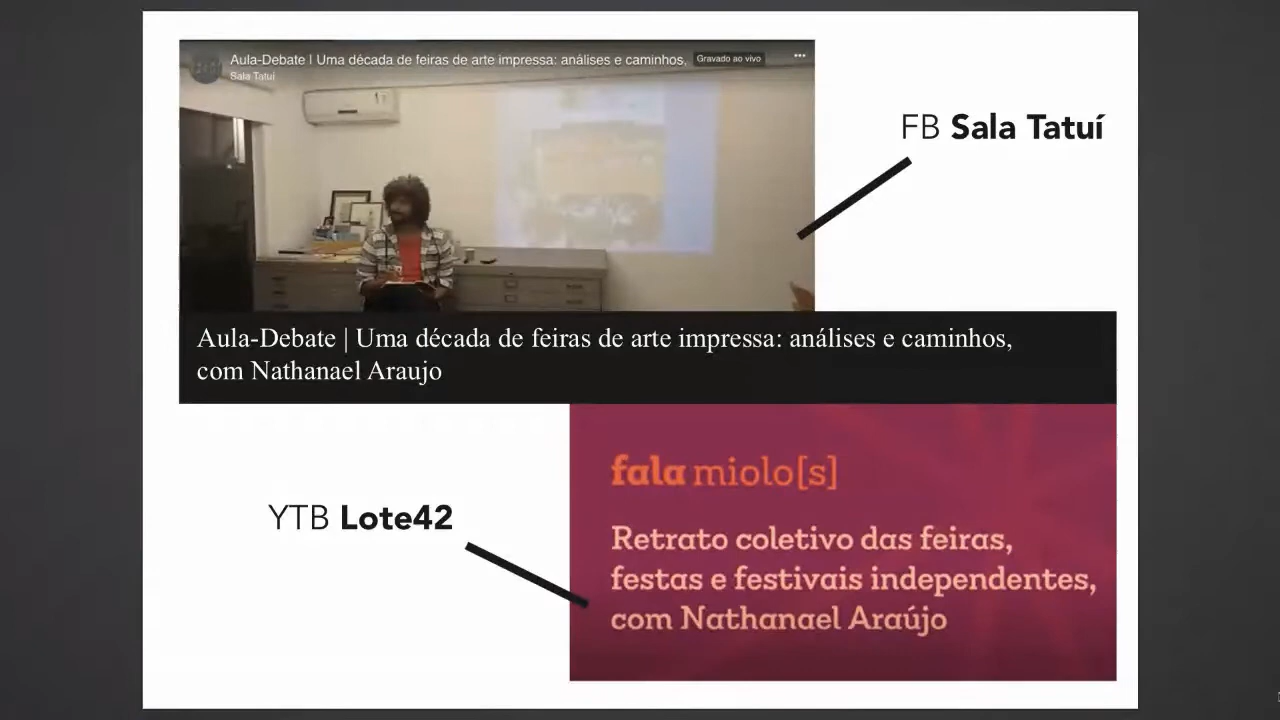 Aula-Debate | Uma década de feiras de arte impressa: análises e caminhos,
Gravado ao vivo
Sala Tatuí
FB Sala Tatuí
Aula-Debate | Uma década de feiras de arte impressa: análises e caminhos,
com Nathanael Araujo
fala miolo[s]
YTB Lote42
Retrato coletivo das feiras,
festas e festivais independentes,
com Nathanael Araújo